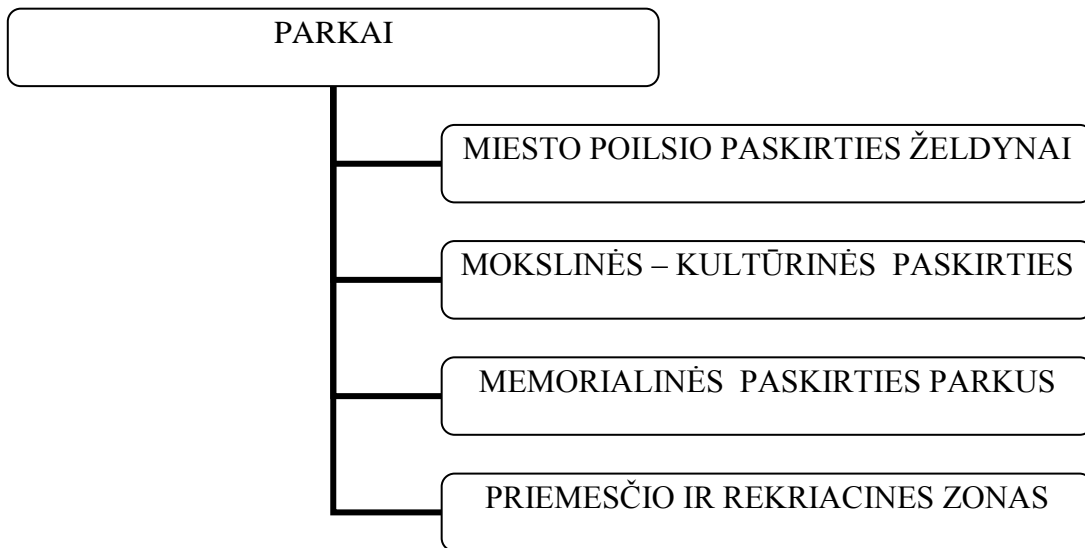 PARKAI
MIESTO POILSIO PASKIRTIES ŽELDYNAI
MOKSLINĖS – KULTŪRINĖS PASKIRTIES
MEMORIALINĖS PASKIRTIES PARKUS
PRIEMESČIO IR REKRIACINES ZONAS